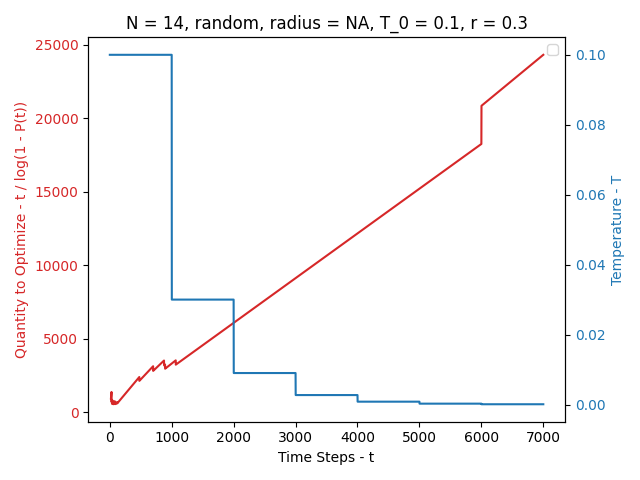 N = 14, random, radius = NA, T_0 = 0.1, r = 0.3
Quantity to Optimize - t / log(1 - P(t))
25000
20000
15000
10000
5000
0
0.10
0.08
0.06
0.04
0.02
0.00
Temperature - T
0 1000 2000 3000 4000 5000 6000 7000
Time Steps - t